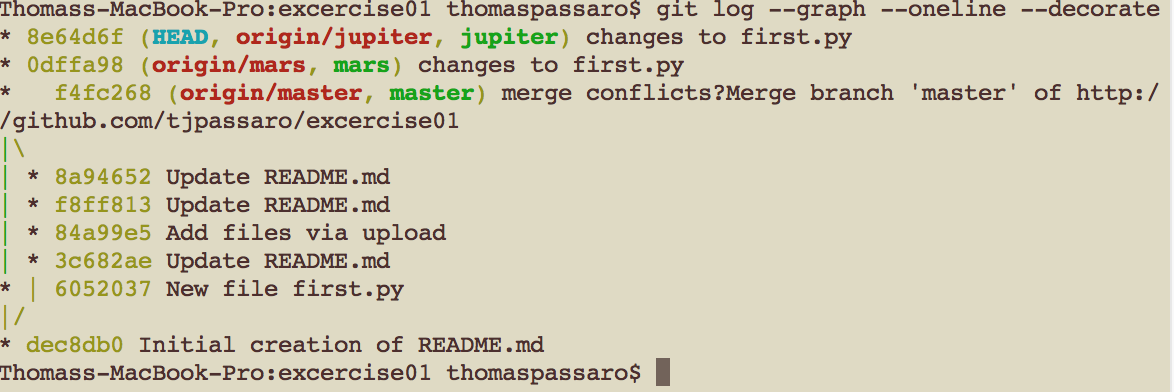 Thomass-MacBook-Pro:excercise01 thomaspassaro$ git log --graph --oneline --decorate
* 8e64d6f (HEAD, origin/jupiter, jupiter) changes to first.py
* 0dffa98 (origin/mars, mars) changes to first.py
*   f4fc268 (origin/master, master) merge conflicts?Merge branch 'master' of http:/
/github.com/tjpassaro/excercise01
|\
| * 8a94652 Update README.md
| * f8ff813 Update README.md
| * 84a99e5 Add files via upload
| * 3c682ae Update README.md
* | 6052037 New file first.py
|/
* dec8db0 Initial creation of README.md
Thomass-MacBook-Pro:excercise01 thomaspassaro$